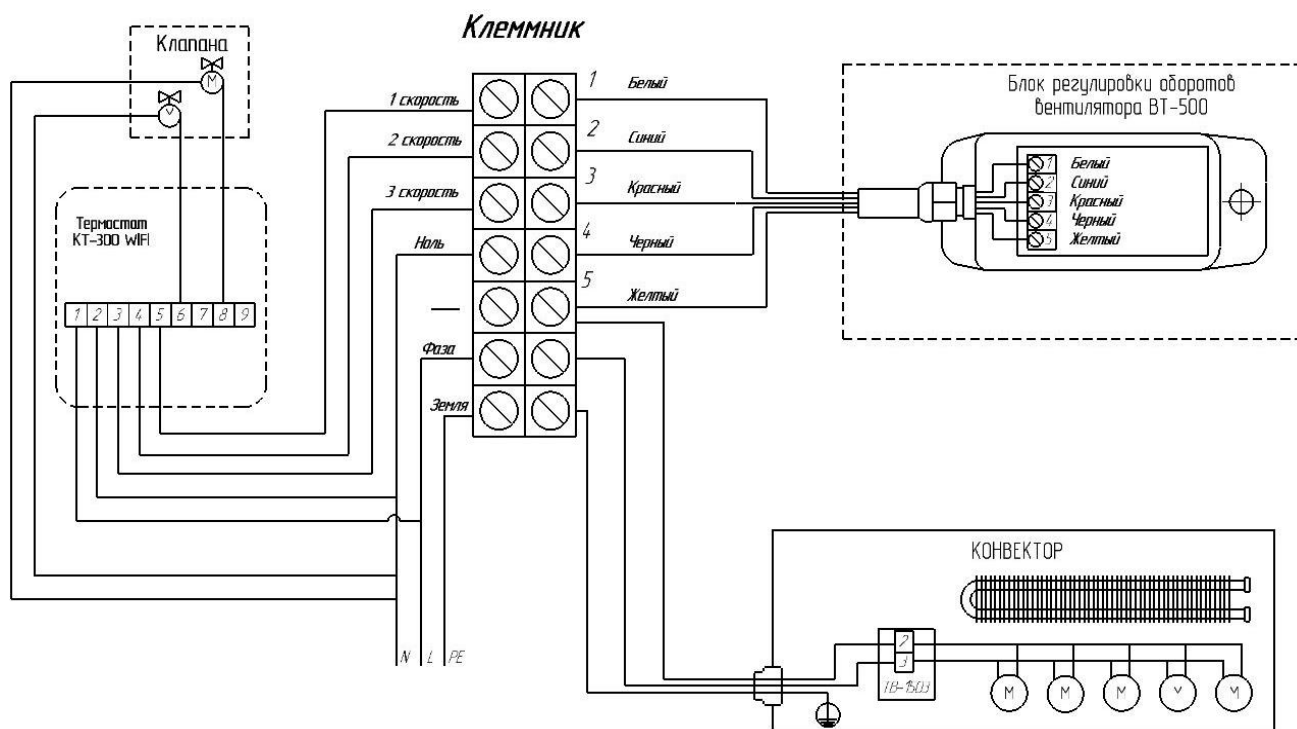 Клеммник
Клапана
М
1 скорость
2 скорость
3 скорость
Ноль
—
Фаза
Земля
1
2
3
4
5
Белый
Синий
Красный
Черный
Желтый
Блок регулировки оборотов
вентилятора ВТ-500
1 Белый
2 Синий
3 Красный
4 Черный
5 Желтый
Термостат
КТ-300 WIFI
1 2 3 4 5 6 7 8 9
N L PE
КОНВЕКТОР
2
3
ТВ-1503
М М М